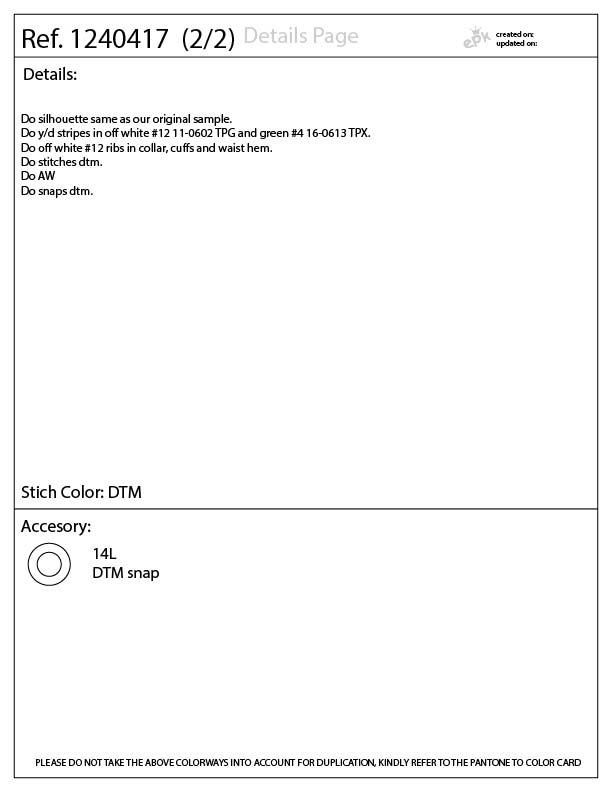 Ref. 1240417 (2/2) Details Page
epk
created on:
updated on:
Details:
Do silhouette same as our original sample.
Do y/d stripes in off white #12 11-0602 TPG and green #4 16-0613 TPX.
Do off white #12 ribs in collar, cuffs and waist hem.
Do stitches dtm.
Do AW
Do snaps dtm.
Stich Color: DTM
Accesory:
14L
DTM snap
PLEASE DO NOT TAKE THE ABOVE COLORWAYS INTO ACCOUNT FOR DUPLICATION, KINDLY REFER TO THE PANTONE TO COLOR CARD